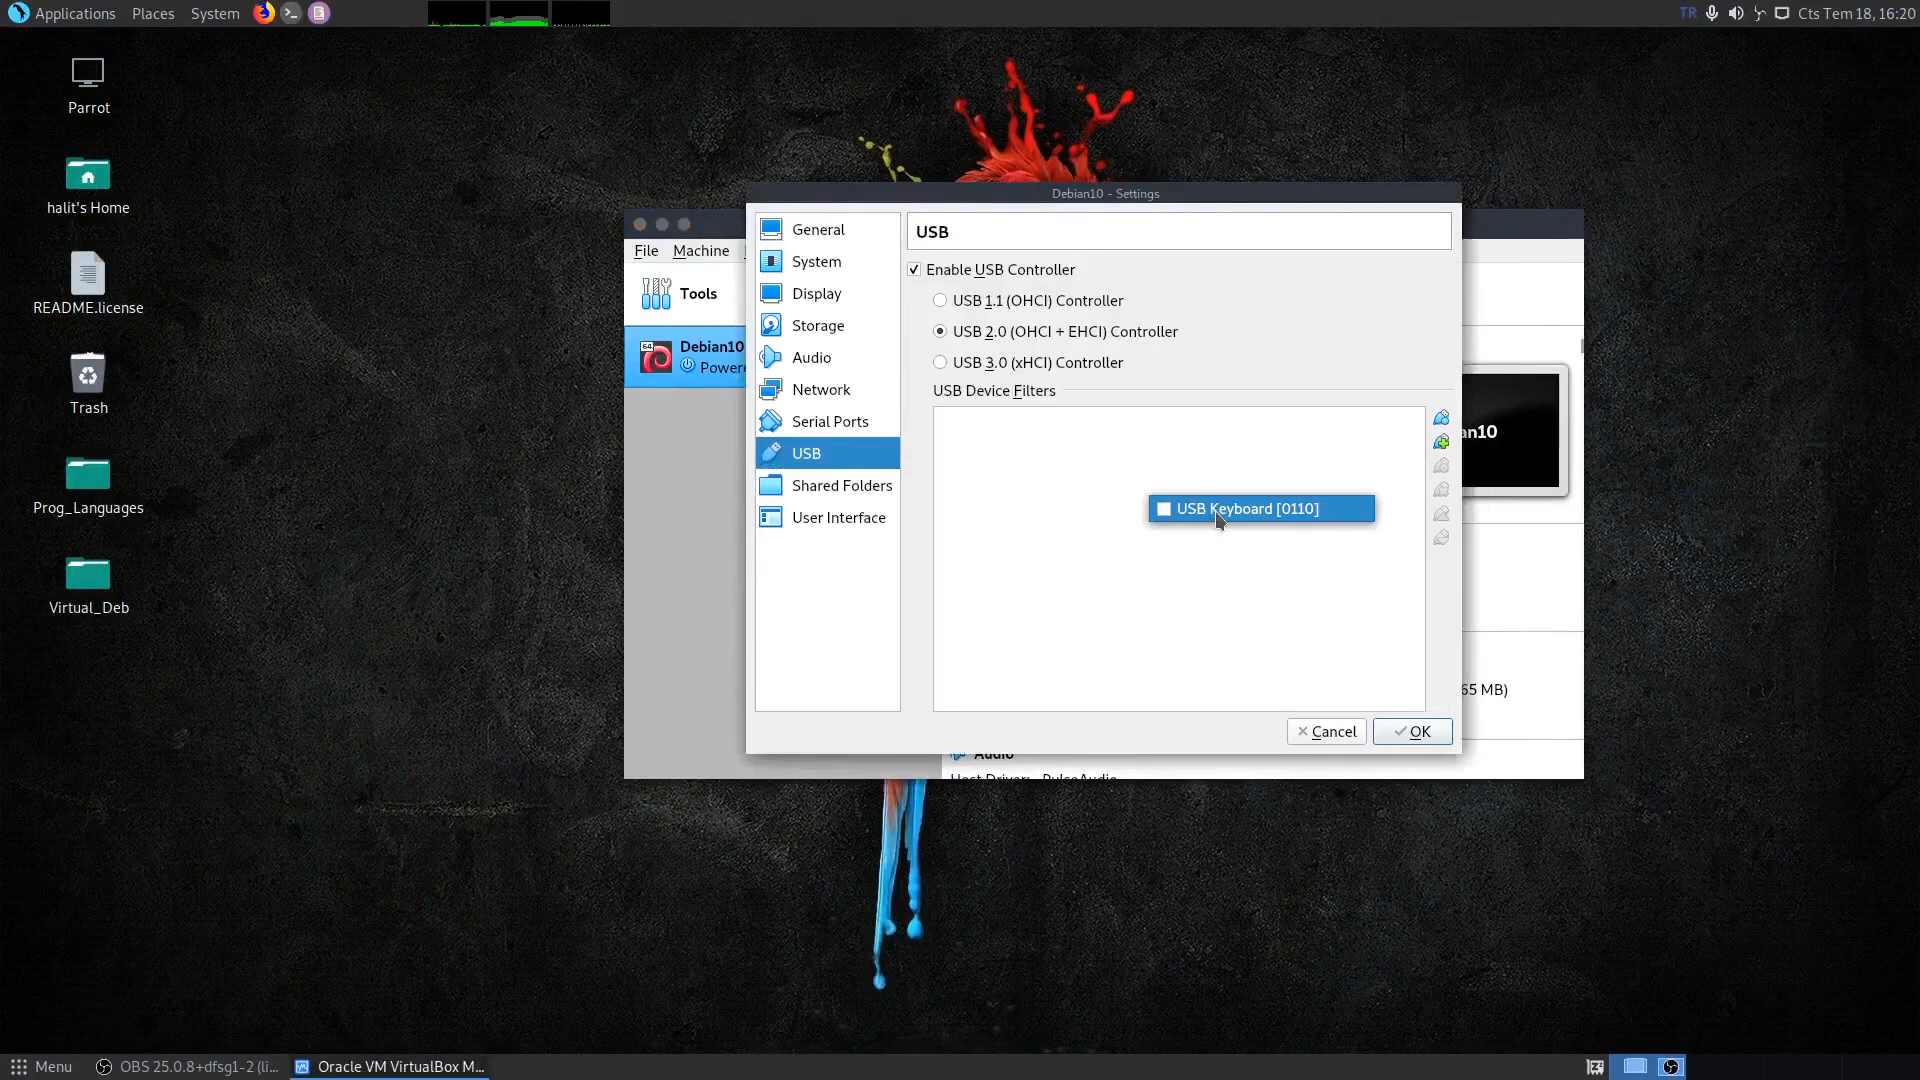 Applications Places System
TR Cts Tem 18, 16:20
Parrot
halit's Home
README.license
Trash
Prog_Languages
Virtual_Deb
Debian10 - Settings
File Machine
Tools
64
Debian10
Powere
General
System
Display
Storage
Audio
Network
Serial Ports
USB
Shared Folders
User Interface
USB
Enable USB Controller
USB 1.1 (OHCI) Controller
USB 2.0 (OHCI + EHCI) Controller
USB 3.0 (xHCI) Controller
USB Device Filters
USB Keyboard [0110]
an10
65 MB)
Cancel
OK
Audio
Host Driver: PulseAudio
Menu
OBS 25.0.8+dfsg1-2 (li...
Oracle VM VirtualBox M...